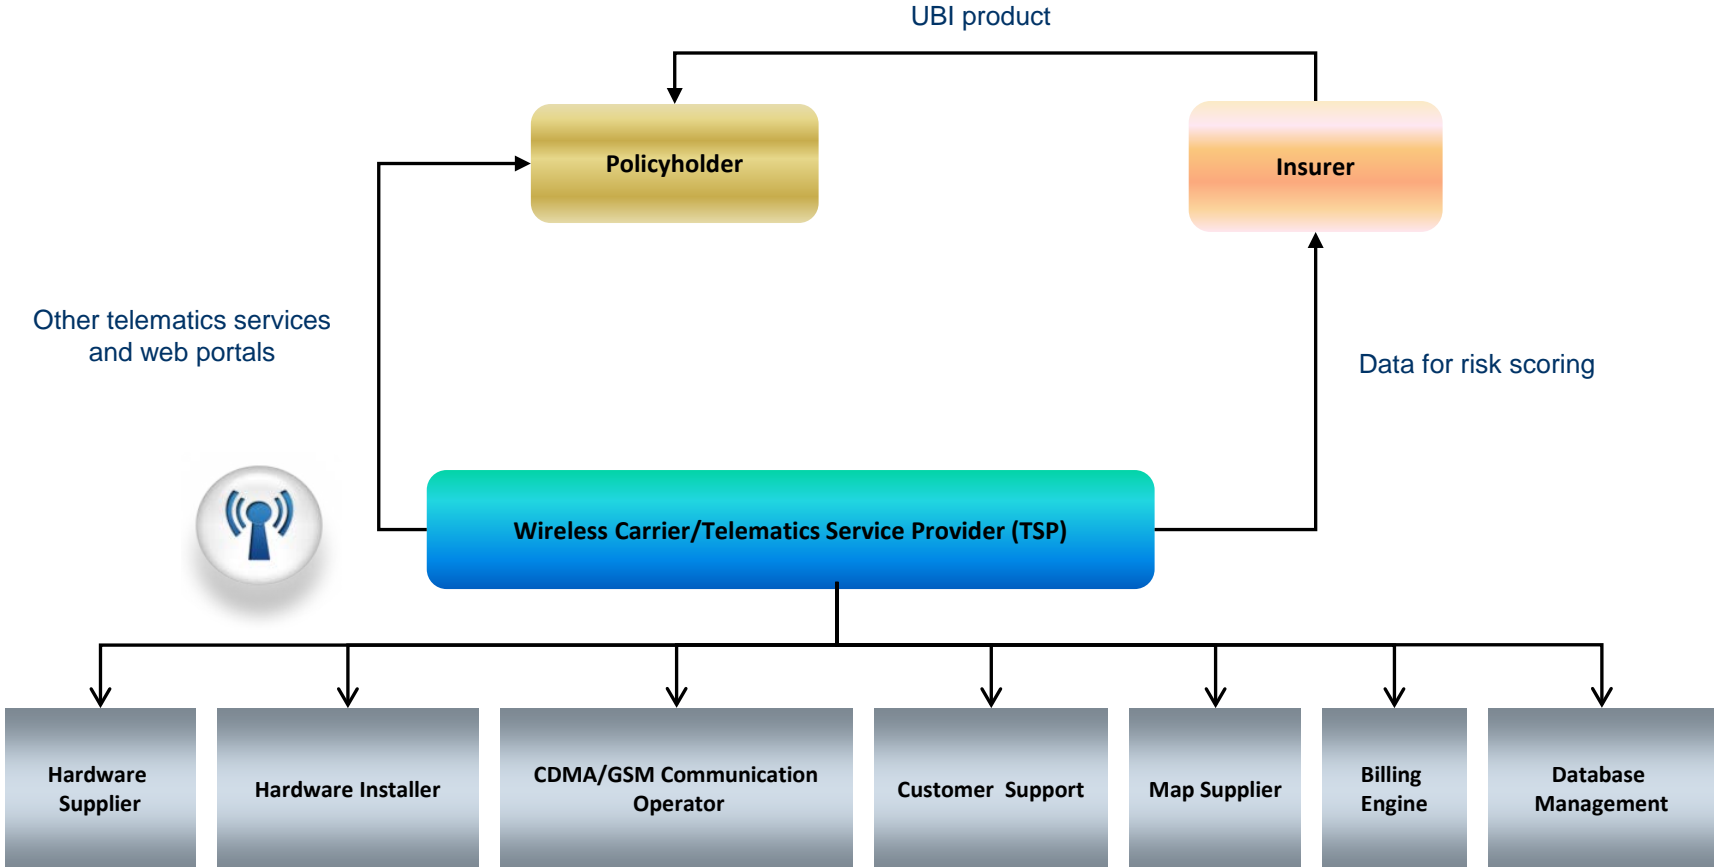 UBI product
Policyholder
Insurer
Other telematics services
and web portals
Data for risk scoring
Wireless Carrier/Telematics Service Provider (TSP)
Hardware
Supplier
Hardware Installer
CDMA/GSM Communication
Operator
Customer Support
Map Supplier
Billing
Engine
Database
Management